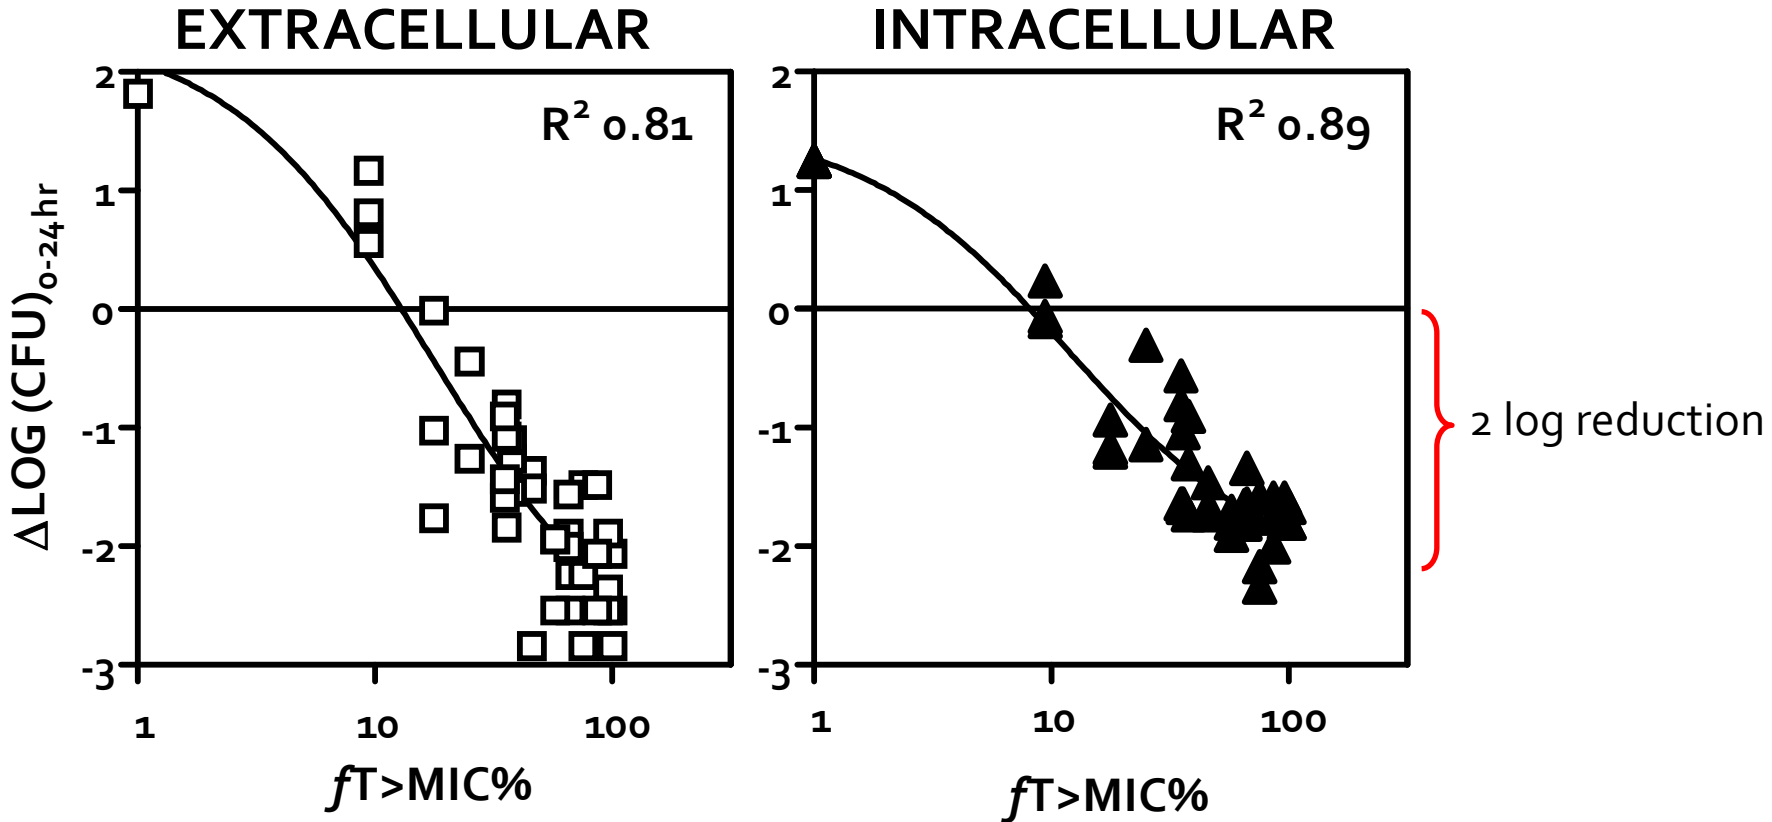 EXTRACELLULAR
INTRACELLULAR
R² 0.81
R² 0.89
ΔLOG (CFU)0-24hr
2
1
0
-1
-2
-3
2
1
0
-1
-2
-3
2 log reduction
1 10 100
1 10 100
fT>MIC%
fT>MIC%